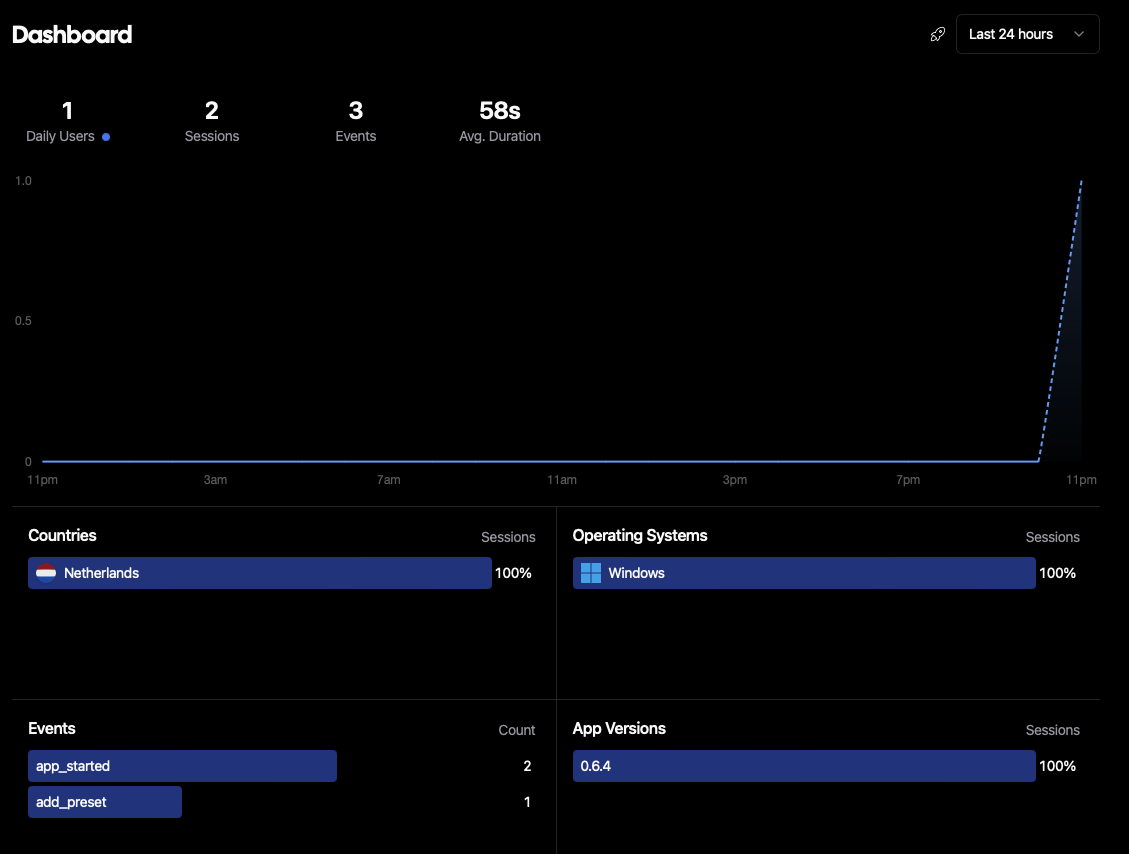 Dashboard
Last 24 hours
1
2
3
58s
Daily Users
Sessions
Events
Avg. Duration
1.0
0.5
0
11pm
3am
7am
11am
3pm
7pm
11pm
Countries
Sessions
Netherlands
100%
Operating Systems
Sessions
Windows
100%
Events
Count
app_started
2
add_preset
1
App Versions
Sessions
0.6.4
100%